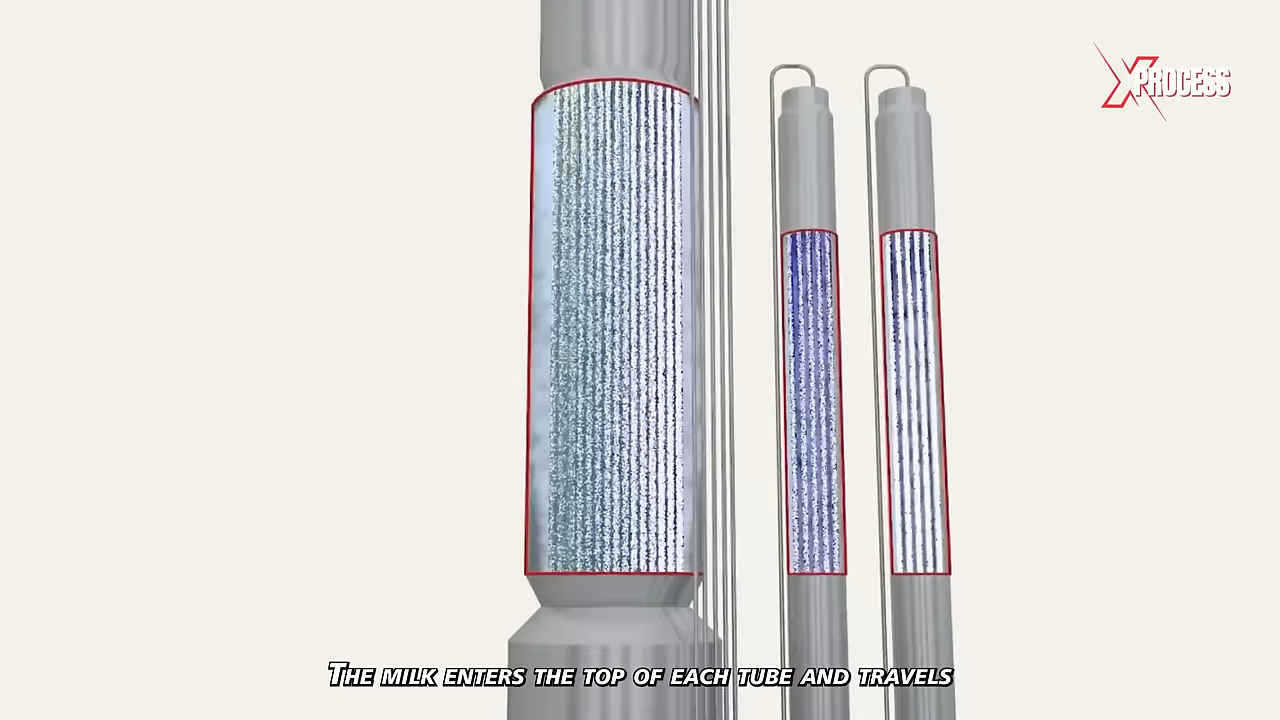 XPROCESS
THE MILK ENTERS THE TOP OF EACH TUBE AND TRAVELS